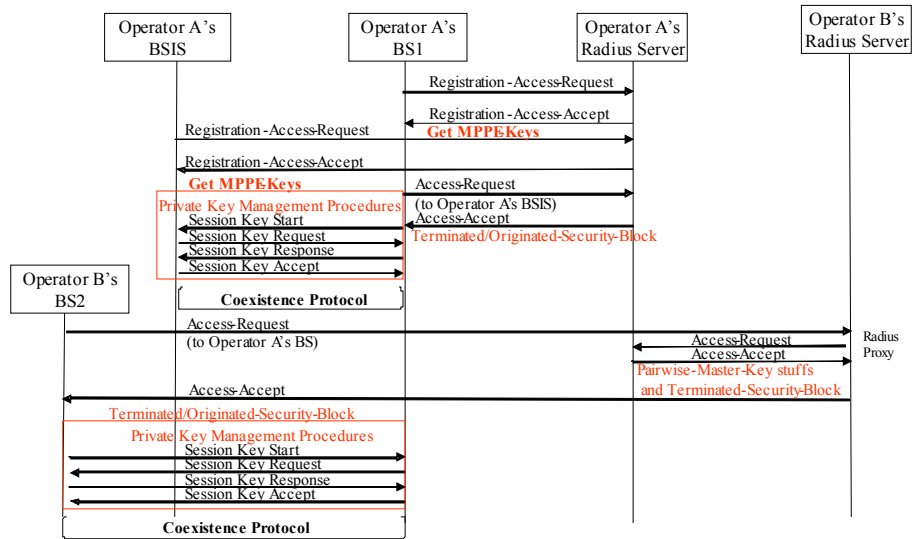 Operator A's
BSIS
Operator A's
BS1
Operator A's
Radius Server
Operator B's
Radius Server
Registration-Access-Request
Registration-Access-Accept
Get MPPE-Keys
Registration-Access-Request
Registration-Access-Accept
Get MPPE-Keys
Access-Request
(to Operator A's BSIS)
Access-Accept
Terminated/Originated-Security-Block
Private Key Management Procedures
Session Key Start
Session Key Request
Session Key Response
Session Key Accept
Coexistence Protocol
Operator B's
BS2
Access-Request
(to Operator A's BS)
Access-Request
Access-Accept
Radius
Proxy
Pairwise-Master-Key stuffs
and Terminated-Security-Block
Access-Accept
Terminated/Originated-Security-Block
Private Key Management Procedures
Session Key Start
Session Key Request
Session Key Response
Session Key Accept
Coexistence Protocol